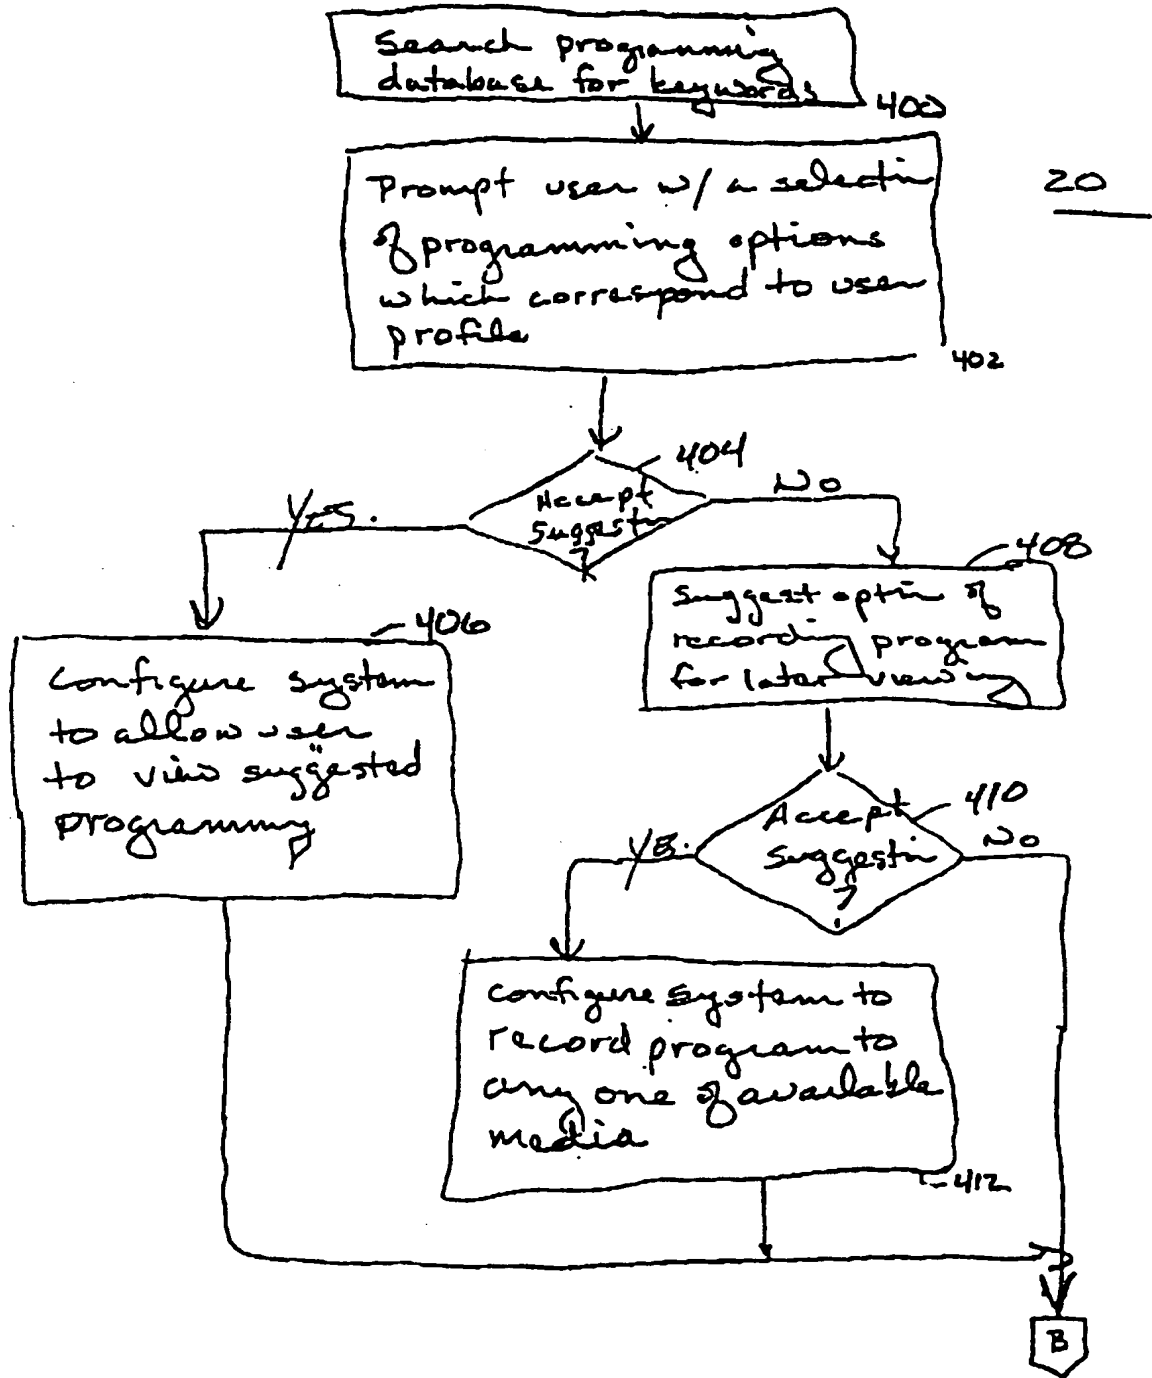 Search programming
database for keywords
400
Prompt user w/ a selection
of programming options
which correspond to user
profile
402
20
404
Accept
Suggestion
?
Yes.
No
406
Configure system
to allow user
to view suggested
programming
408
Suggest option of
recording program
for later viewing
410
Accept
suggestion
?
Yes.
No
configure system to
record program to
any one of available
media
412
B